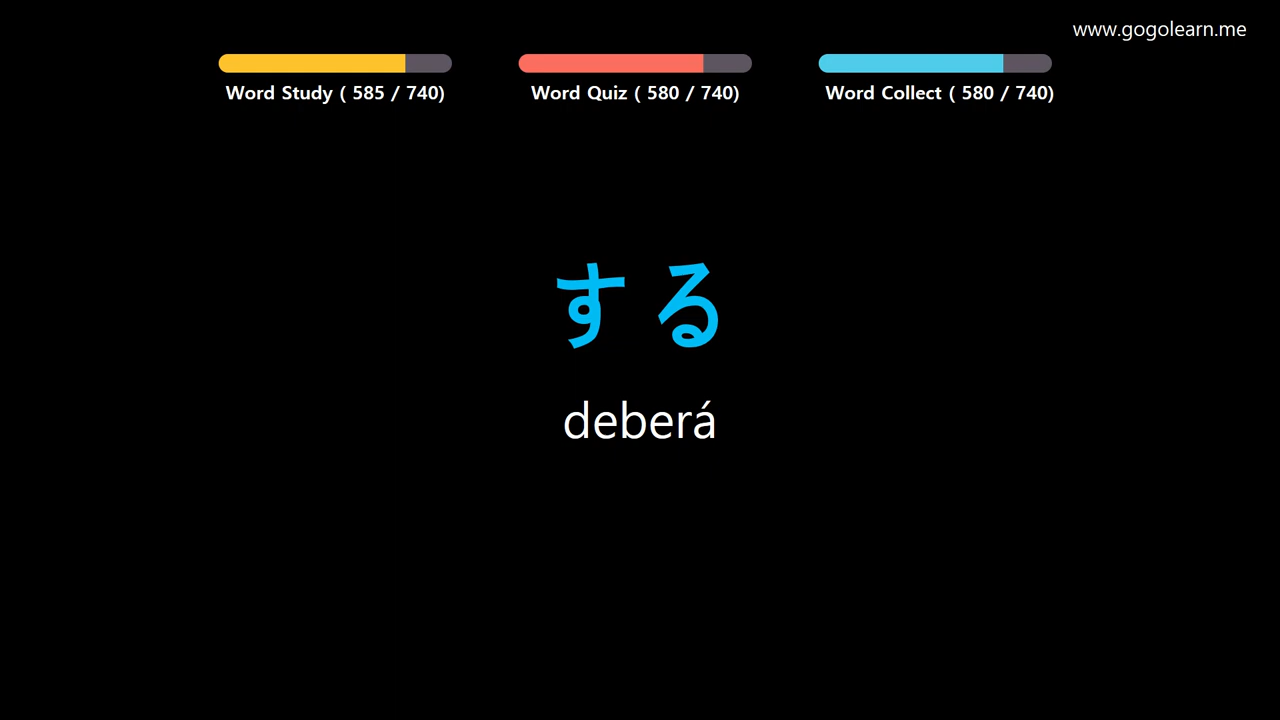 www.gogolearn.me
Word Study ( 585 / 740)
Word Quiz ( 580 / 740)
Word Collect ( 580 / 740)
する
deberá